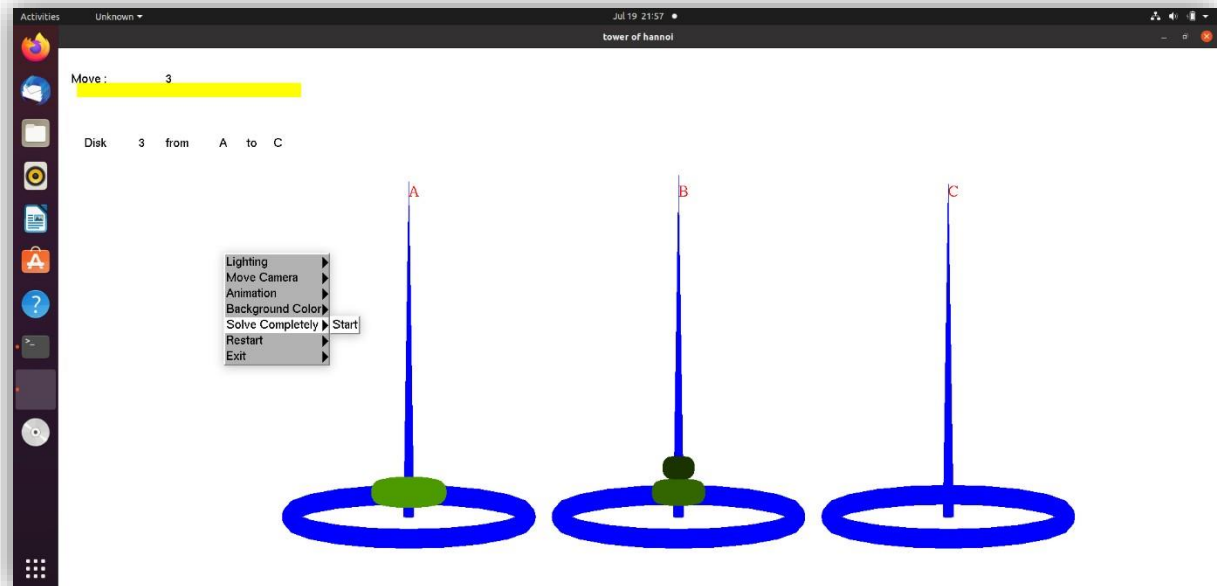 Activities Unknown Jul 19 21:57
tower of hannoi
Move : 3
Disk 3 from A to C
A B C
Lighting
Move Camera
Animation
Background Color
Solve Completely Start
Restart
Exit